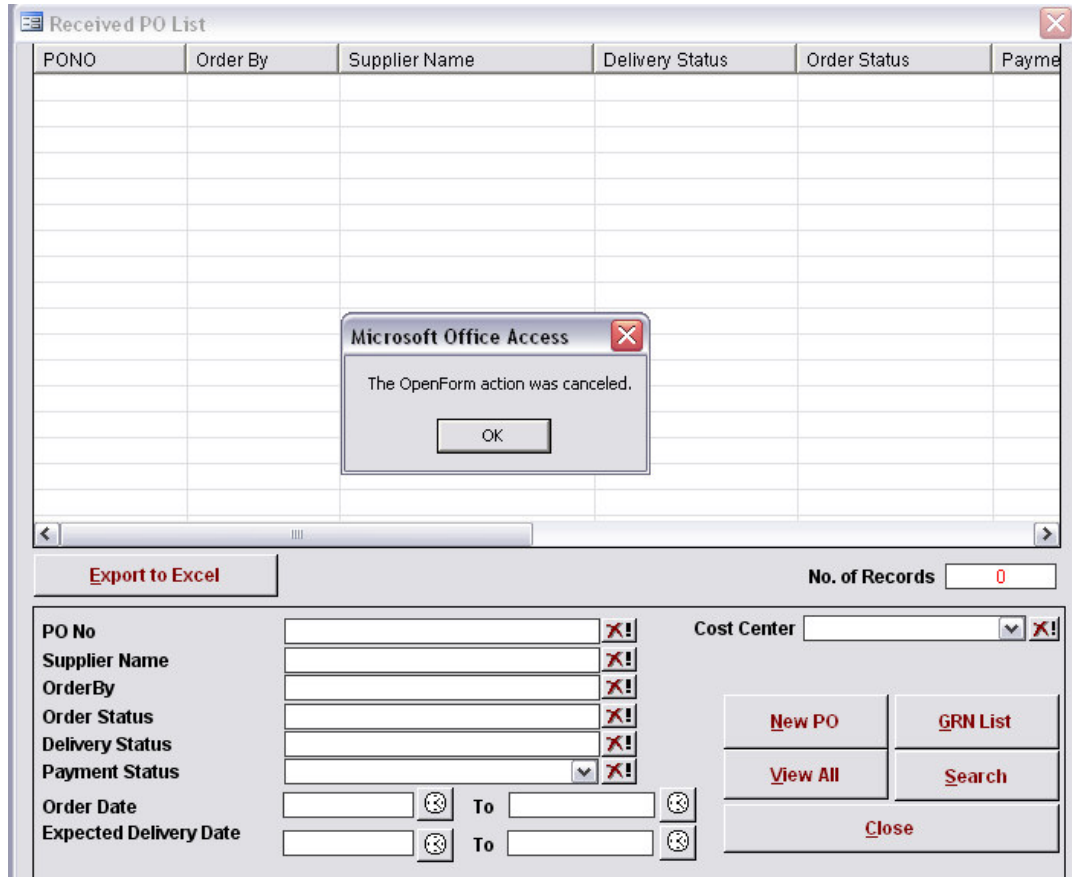 Received PO List
PONO Order By Supplier Name Delivery Status Order Status Payme
Microsoft Office Access
The OpenForm action was canceled.
OK
Export to Excel No. of Records 0
PO No Cost Center
Supplier Name
OrderBy
Order Status New PO GRN List
Delivery Status
Payment Status View All Search
Order Date To
Expected Delivery Date To Close